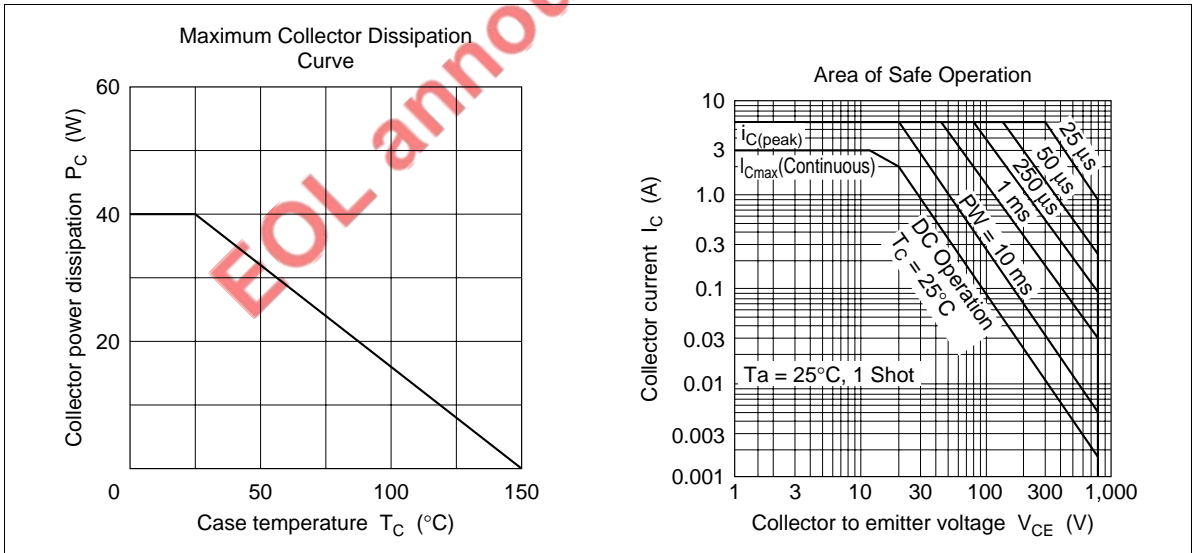 Maximum Collector Dissipation
Curve
60
40
20
0
50
100
150
Collector power dissipation P_C (W)
Case temperature T_C (°C)
EOL annou
Area of Safe Operation
10
3
1.0
0.3
0.1
0.03
0.01
0.003
0.001
1
3
10
30
100
300
1,000
Collector current I_C (A)
Collector to emitter voltage V_CE (V)
i_C(peak)
I_Cmax(Continuous)
25 μs
50 μs
250 μs
1 ms
PW = 10 ms
DC Operation
T_C = 25°C
Ta = 25°C, 1 Shot